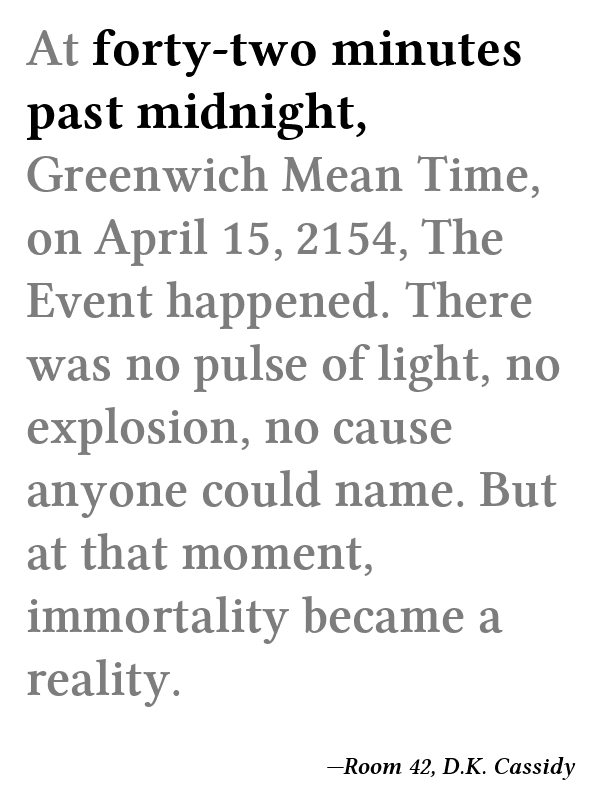 At forty-two minutes
past midnight,
Greenwich Mean Time,
on April 15, 2154, The
Event happened. There
was no pulse of light, no
explosion, no cause
anyone could name. But
at that moment,
immortality became a
reality.
—Room 42, D.K. Cassidy